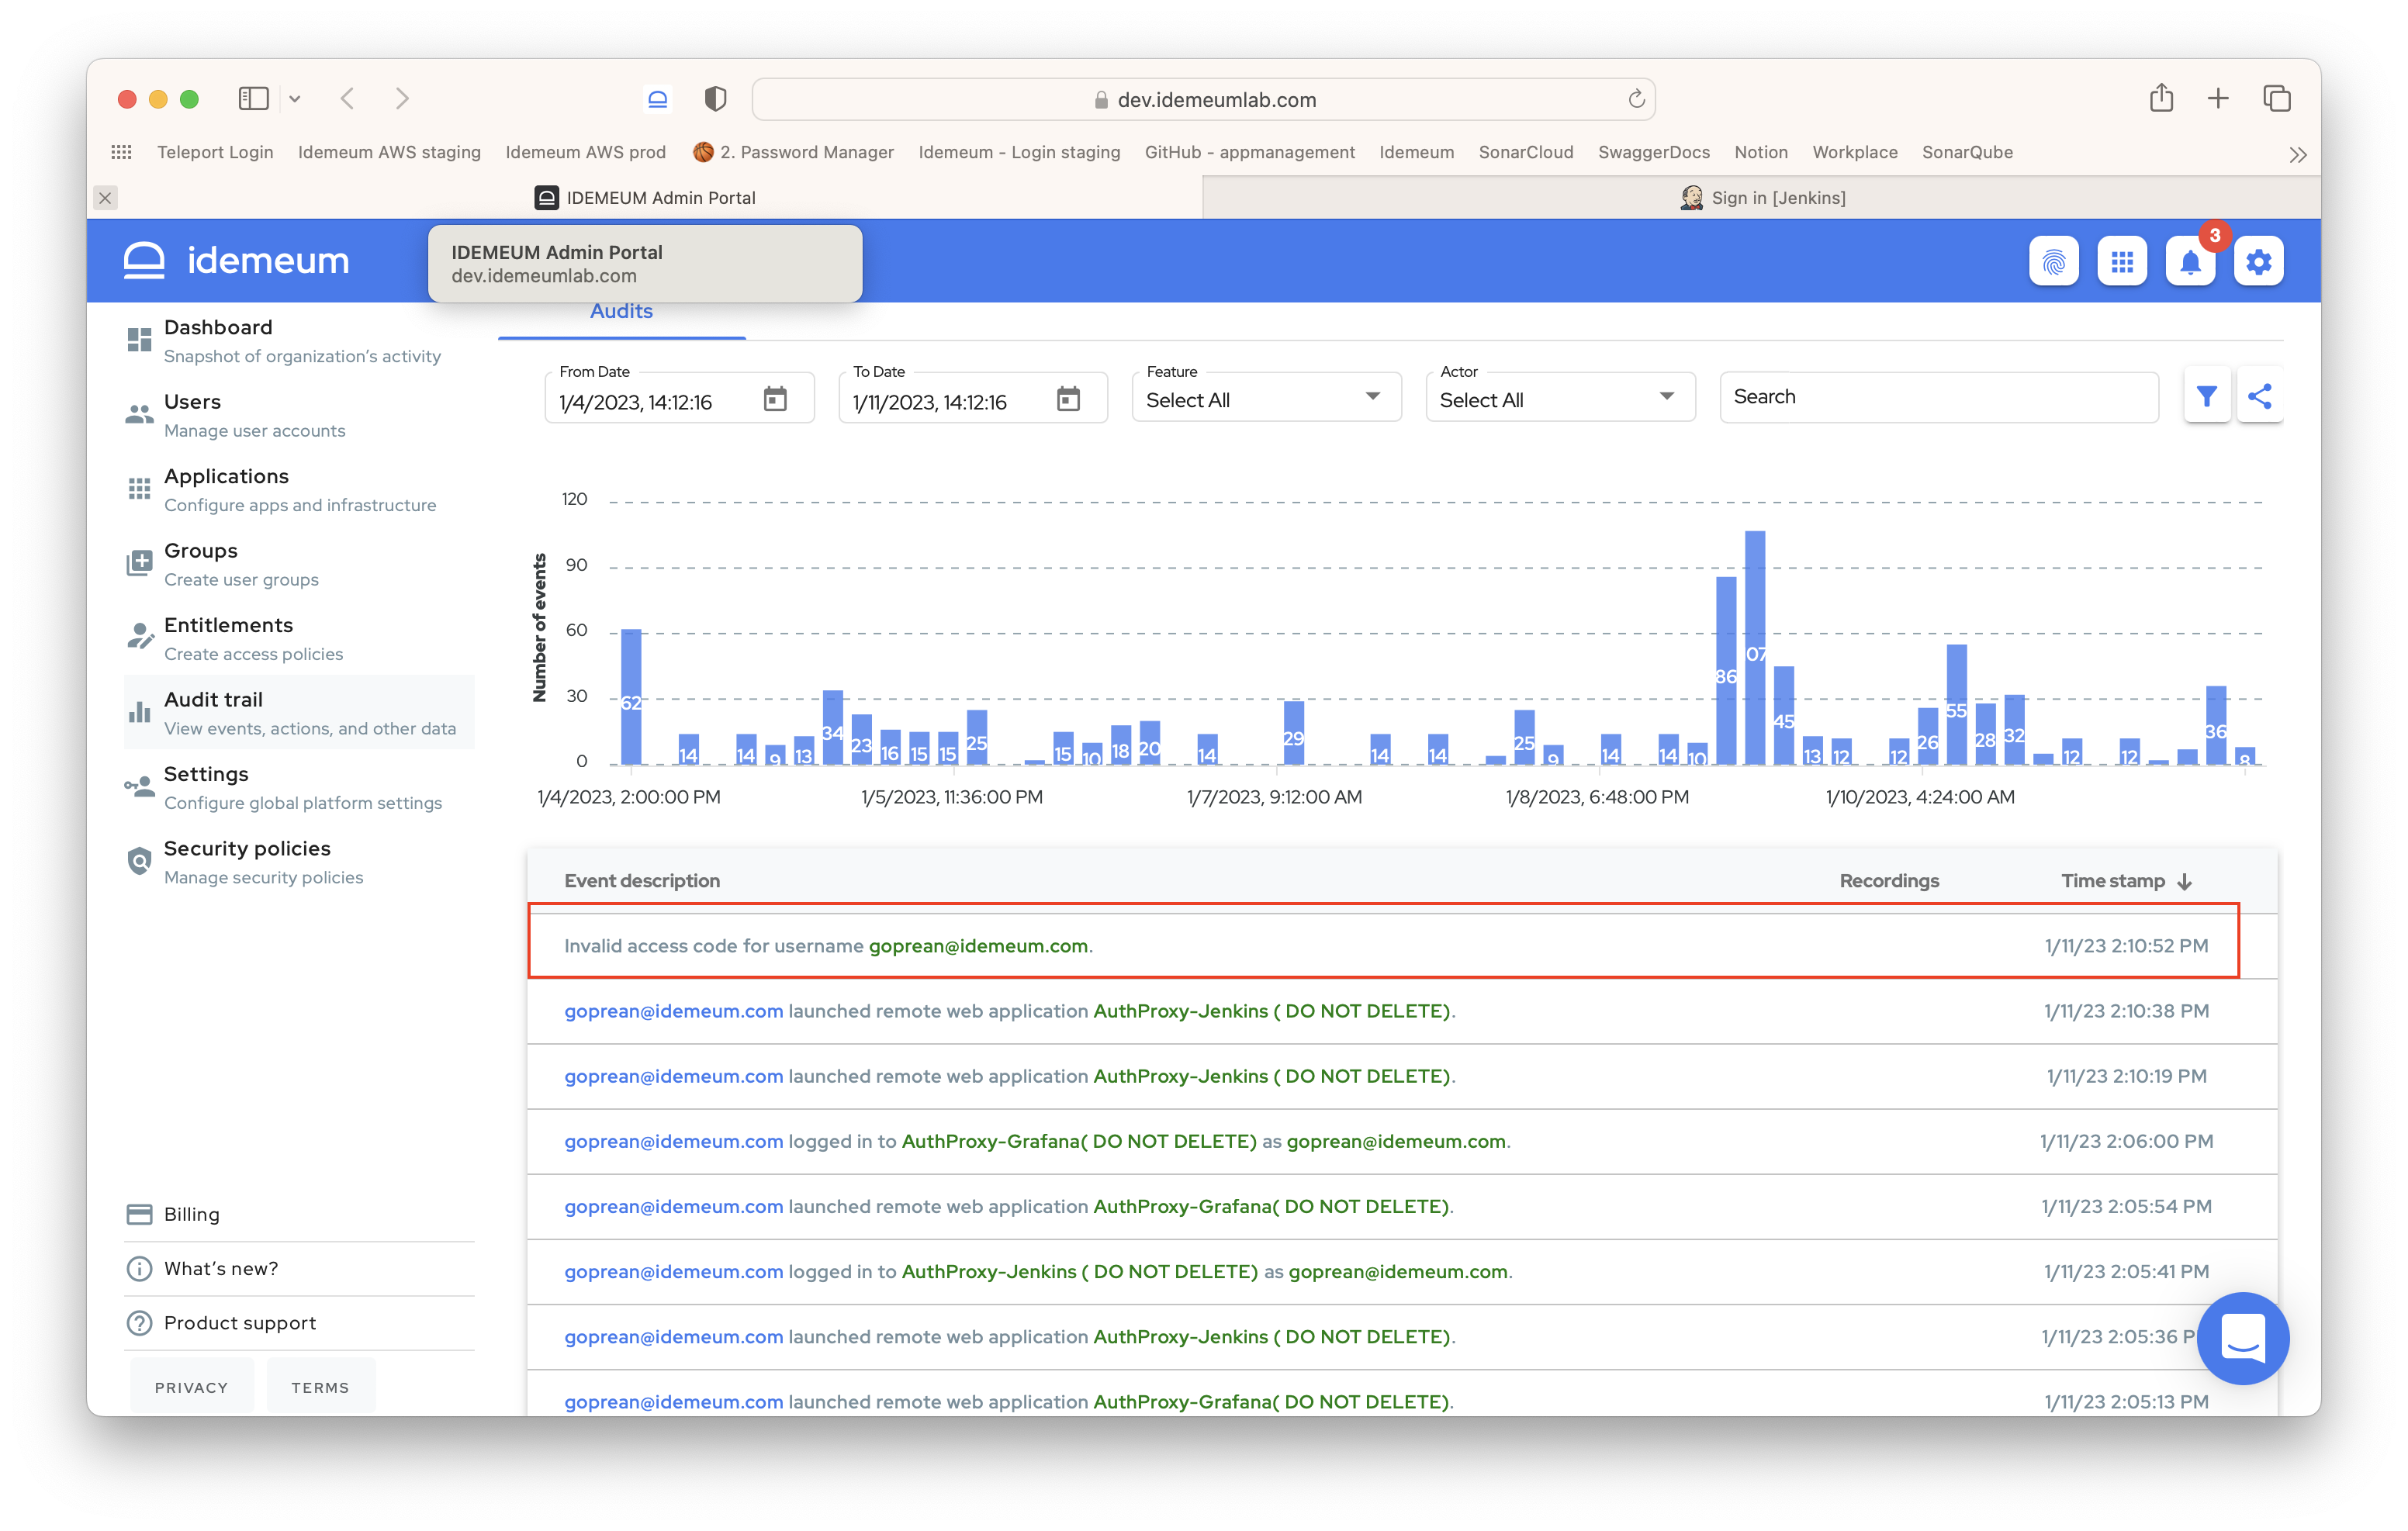 dev.idemeumlab.com
Teleport Login Idemeum AWS staging Idemeum AWS prod 2. Password Manager Idemeum - Login staging GitHub - appmanagement Idemeum SonarCloud SwaggerDocs Notion Workplace SonarQube
IDEMEUM Admin Portal Sign in [Jenkins]
idemeum
IDEMEUM Admin Portal
dev.idemeumlab.com
3
Dashboard
Snapshot of organization's activity
Users
Manage user accounts
Applications
Configure apps and infrastructure
Groups
Create user groups
Entitlements
Create access policies
Audit trail
View events, actions, and other data
Settings
Configure global platform settings
Security policies
Manage security policies
Billing
What's new?
Product support
PRIVACY TERMS
Audits
From Date To Date Feature Actor
1/4/2023, 14:12:16 1/11/2023, 14:12:16 Select All Select All Search
Number of events
120
90
60
30
0
62 14 14 9 13 34 23 16 15 15 25 15 10 18 20 14 29 14 14 25 9 14 14 10 86 07 45 13 12 12 26 55 28 32 12 12 36 8
1/4/2023, 2:00:00 PM 1/5/2023, 11:36:00 PM 1/7/2023, 9:12:00 AM 1/8/2023, 6:48:00 PM 1/10/2023, 4:24:00 AM
Event description Recordings Time stamp
Invalid access code for username goprean@idemeum.com. 1/11/23 2:10:52 PM
goprean@idemeum.com launched remote web application AuthProxy-Jenkins ( DO NOT DELETE). 1/11/23 2:10:38 PM
goprean@idemeum.com launched remote web application AuthProxy-Jenkins ( DO NOT DELETE). 1/11/23 2:10:19 PM
goprean@idemeum.com logged in to AuthProxy-Grafana( DO NOT DELETE) as goprean@idemeum.com. 1/11/23 2:06:00 PM
goprean@idemeum.com launched remote web application AuthProxy-Grafana( DO NOT DELETE). 1/11/23 2:05:54 PM
goprean@idemeum.com logged in to AuthProxy-Jenkins ( DO NOT DELETE) as goprean@idemeum.com. 1/11/23 2:05:41 PM
goprean@idemeum.com launched remote web application AuthProxy-Jenkins ( DO NOT DELETE). 1/11/23 2:05:36 P
goprean@idemeum.com launched remote web application AuthProxy-Grafana( DO NOT DELETE). 1/11/23 2:05:13 PM